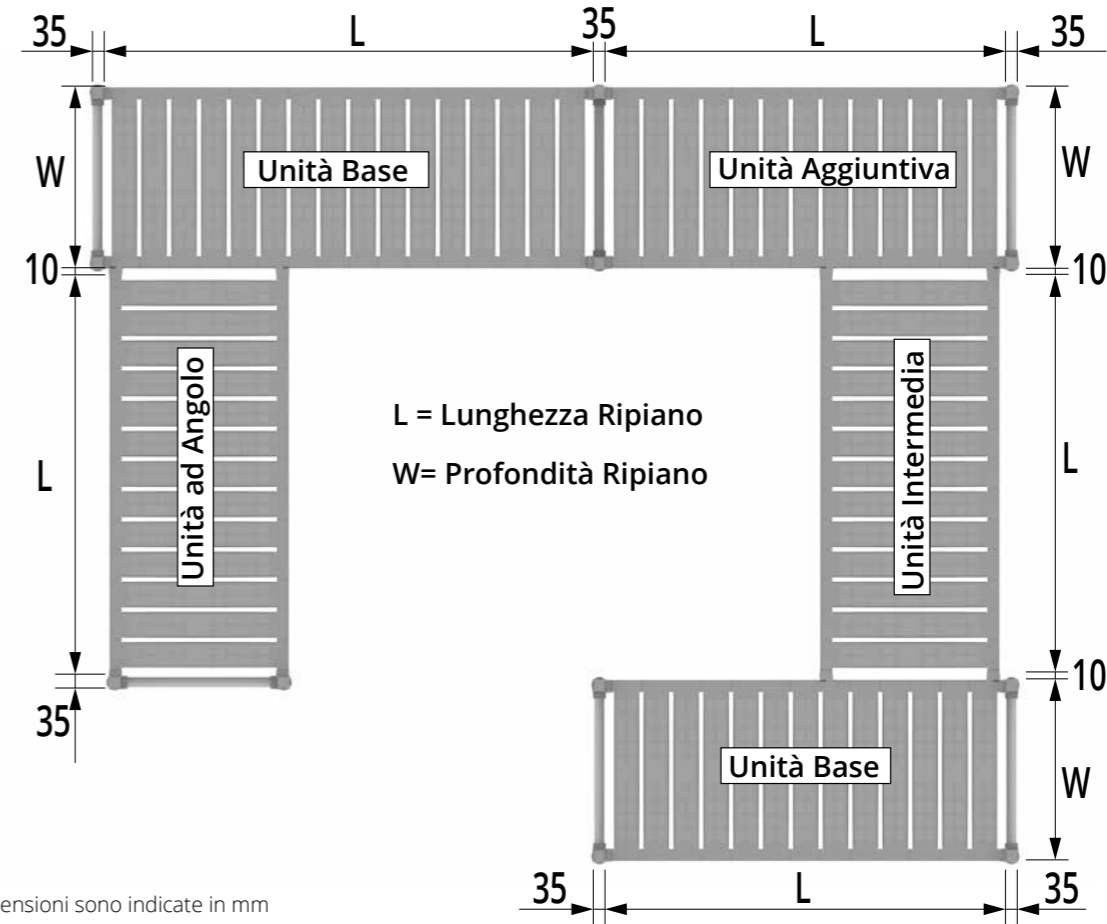 35 L 35 L 35
W Unità Base Unità Aggiuntiva W
10 10
Unità ad Angolo
L = Lunghezza Ripiano
W= Profondità Ripiano
Unità Intermedia
L L
10
35
Unità Base
W
35 L 35
ensioni sono indicate in mm